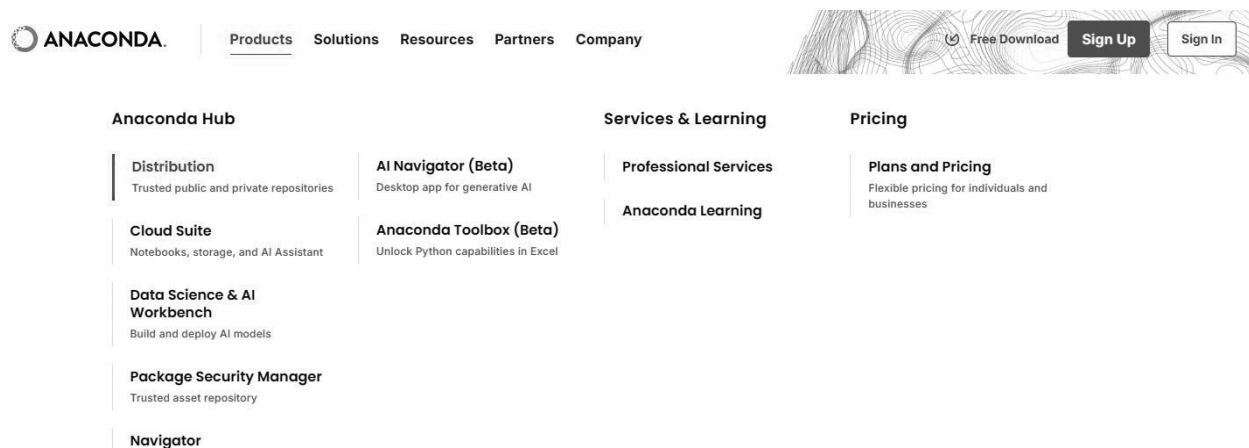 ANACONDA.
Products Solutions Resources Partners Company
Free Download
Sign Up
Sign In
Anaconda Hub
Distribution
Trusted public and private repositories
Cloud Suite
Notebooks, storage, and AI Assistant
Data Science & AI
Workbench
Build and deploy AI models
Package Security Manager
Trusted asset repository
Navigator
AI Navigator (Beta)
Desktop app for generative AI
Anaconda Toolbox (Beta)
Unlock Python capabilities in Excel
Services & Learning
Professional Services
Anaconda Learning
Pricing
Plans and Pricing
Flexible pricing for individuals and
businesses